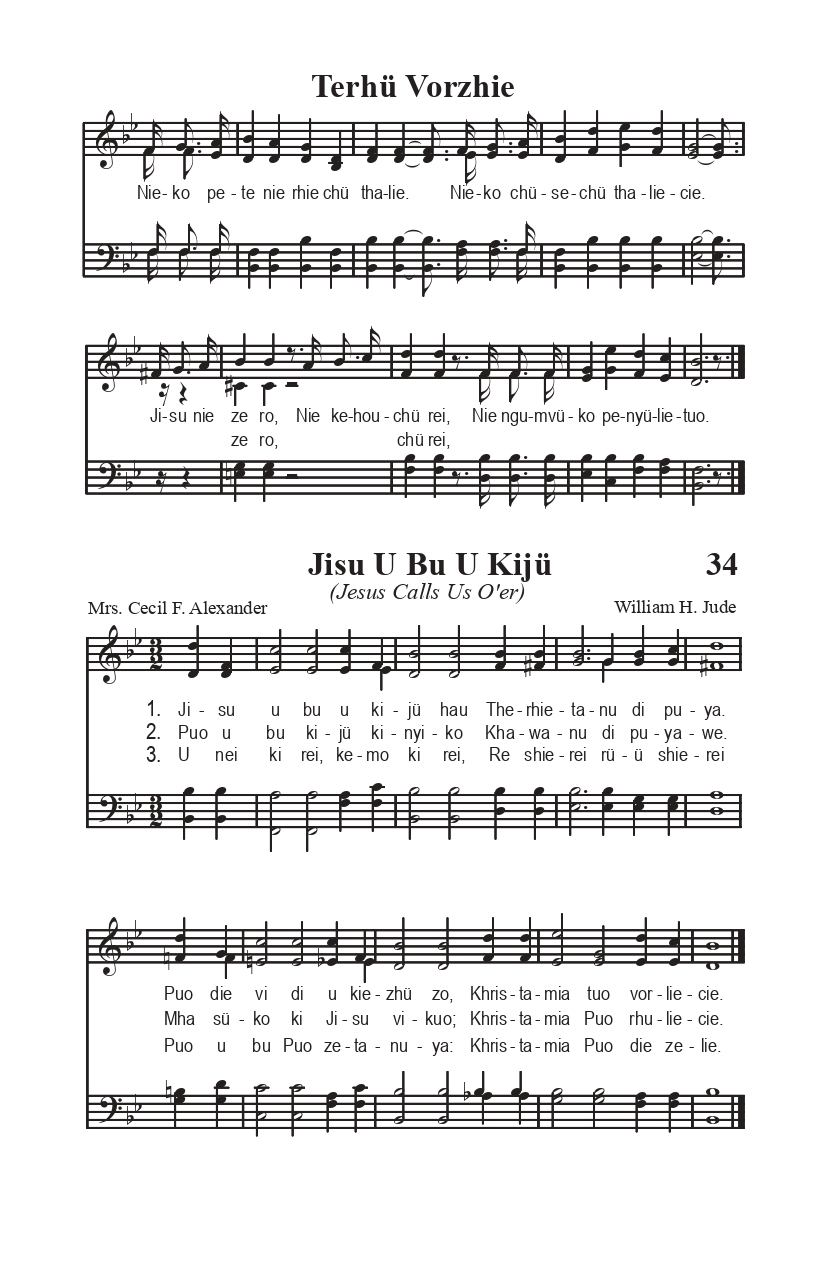 Terhü Vorzhie
Nie- ko pe - te nie rhie chü tha-lie. Nie-ko chü - se - chü tha - lie - cie.
Ji-su nie ze ro, Nie ke-hou - chü rei, Nie ngu-mvü - ko pe-nyü-lie-tuo.
ze ro, chü rei,
Jisu U Bu U Kijü 34
(Jesus Calls Us O'er)
Mrs. Cecil F. Alexander William H. Jude
1. Ji - su u bu u ki - jü hau The - rhie - ta - nu di pu - ya.
2. Puo u bu ki - jü ki - nyi - ko Kha - wa - nu di pu - ya - we.
3. U nei ki rei, ke - mo ki rei, Re shie - rei rü - ü shie - rei
Puo die vi di u kie - zhü zo, Khris - ta - mia tuo vor - lie - cie.
Mha sü - ko ki Ji - su vi - kuo; Khris - ta - mia Puo rhu - lie - cie.
Puo u bu Puo ze - ta - nu - ya: Khris - ta - mia Puo die ze - lie.